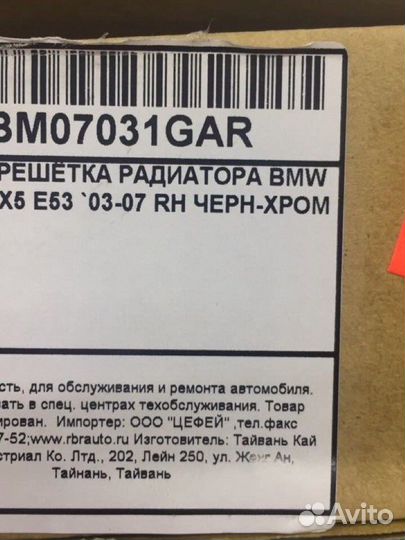 BM07031GAR
РЕШЁТКА РАДИАТОРА BMW
X5 E53 `03-07 RH ЧЕРН-ХРОМ
сть, для обслуживания и ремонта автомобиля.
вать в спец. центрах техобслуживания. Товар
ирован. Импортер: ООО "ЦЕФЕЙ" ,тел.факс
7-52;www.rbrauto.ru Изготовитель: Тайвань Кай
стриал Ко. Лтд., 202, Лейн 250, ул. Женг Ан,
Тайнань, Тайвань
Avito